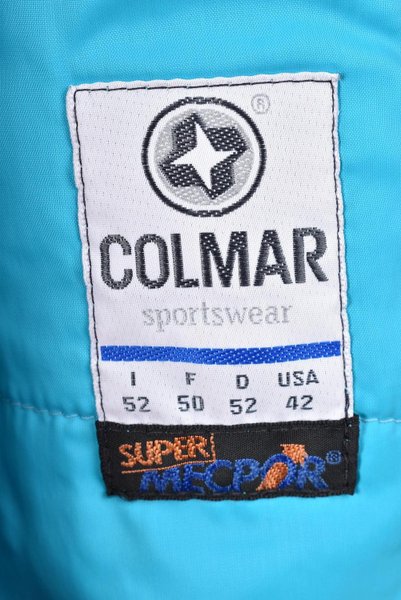 ®
COLMAR
sportswear
I F D USA
52 50 52 42
SUPER
MECPOR®